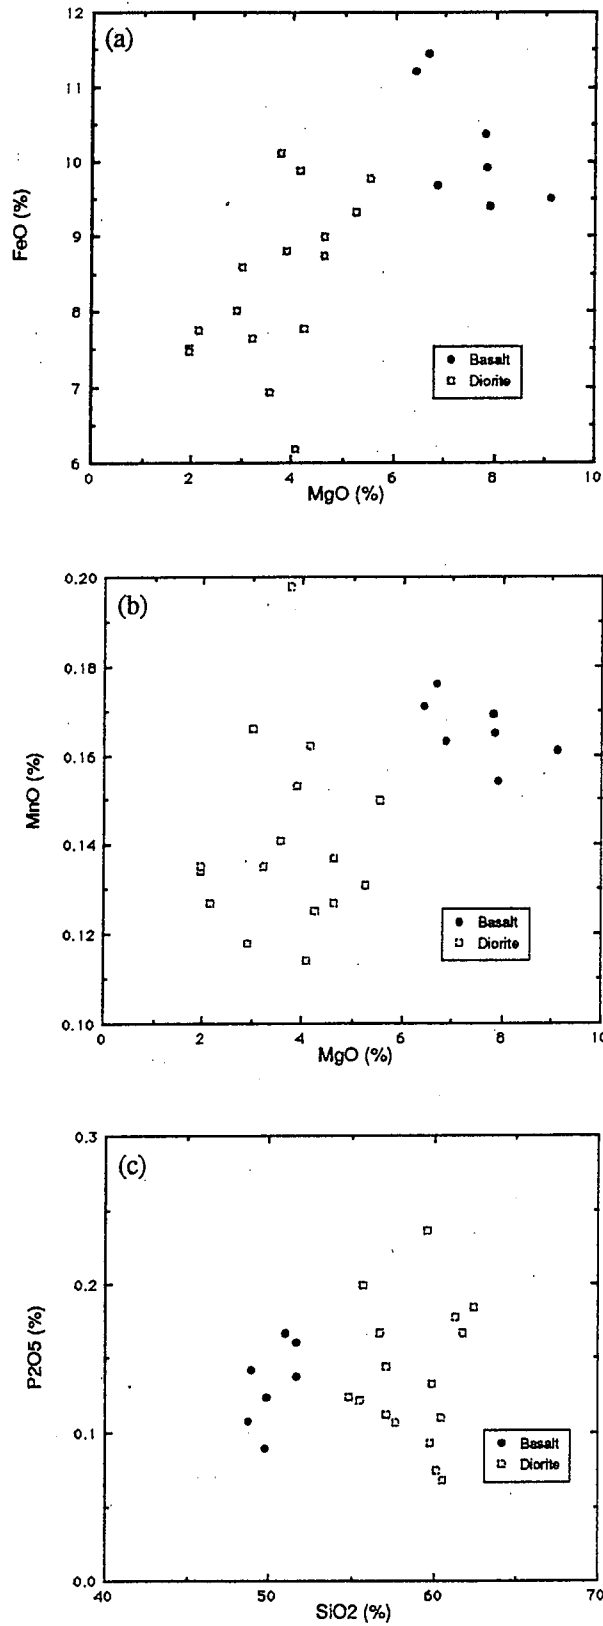 (a)
12
11
10
9
8
7
6
FeO (%)
Basalt
Diorite
0
2
4
6
8
10
MgO (%)
(b)
0.20
0.18
0.16
0.14
0.12
0.10
MnO (%)
Basalt
Diorite
0
2
4
6
8
10
MgO (%)
(c)
0.3
0.2
0.1
0.0
P2O5 (%)
Basalt
Diorite
40
50
60
70
SiO2 (%)